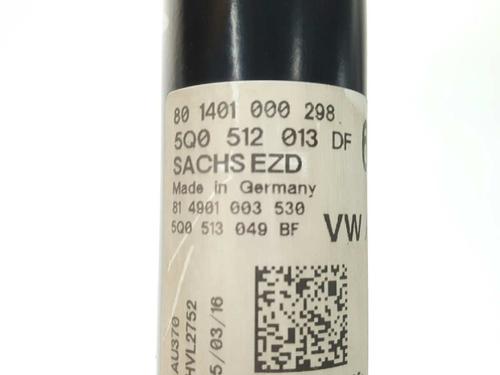 80 1401 000 298
5Q0 512 013 DF
SACHS EZD
Made in Germany
81 4901 003 530
5Q0 513 049 BF
VW
AU370
HVL2752
5/03/16